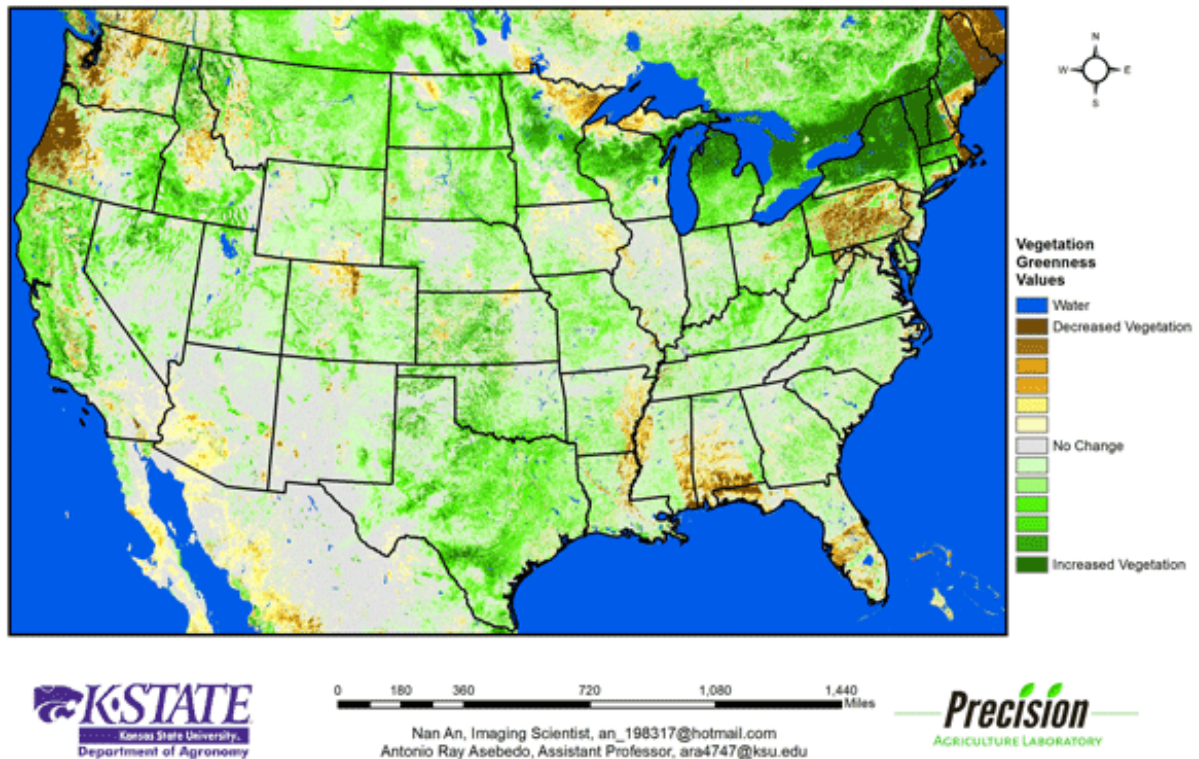 N
W E
S
Vegetation
Greenness
Values
Water
Decreased Vegetation
No Change
Increased Vegetation
K-STATE
Kansas State University.
Department of Agronomy
0 180 360 720 1,080 1,440
Miles
Nan An, Imaging Scientist, an_198317@hotmail.com
Antonio Ray Asebedo, Assistant Professor, ara4747@ksu.edu
Precision
AGRICULTURE LABORATORY